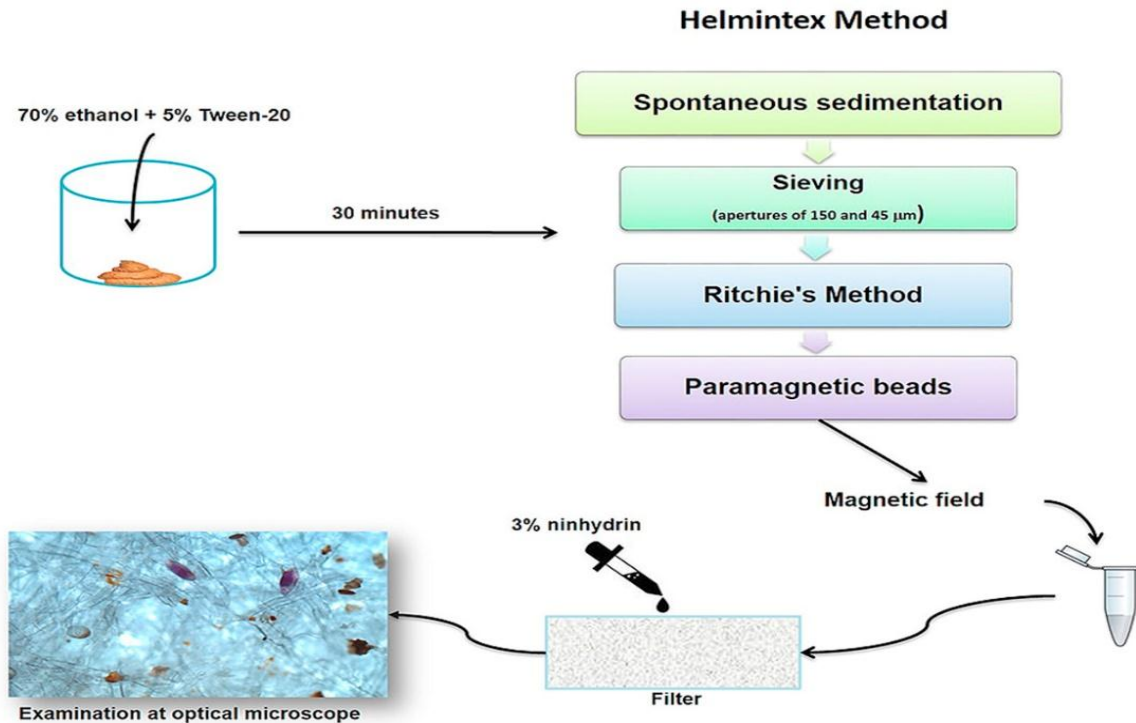 Helmintex Method
70% ethanol + 5% Tween-20
30 minutes
Spontaneous sedimentation
Sieving
(apertures of 150 and 45 µm)
Ritchie's Method
Paramagnetic beads
Magnetic field
3% ninhydrin
Filter
Examination at optical microscope